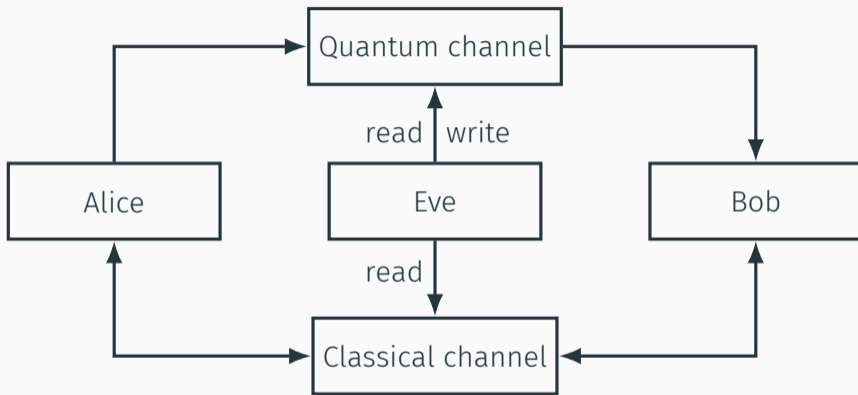 Quantum channel
read write
Alice
Eve
Bob
read
Classical channel